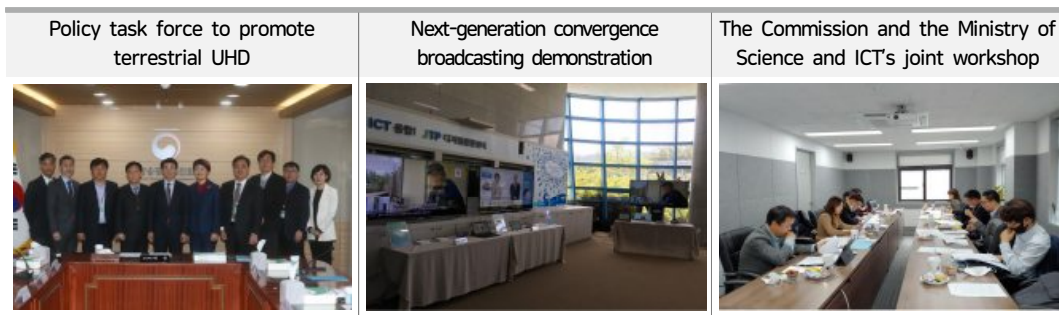 Policy task force to promote
terrestrial UHD
Next-generation convergence
broadcasting demonstration
The Commission and the Ministry of
Science and ICT's joint workshop
ICT